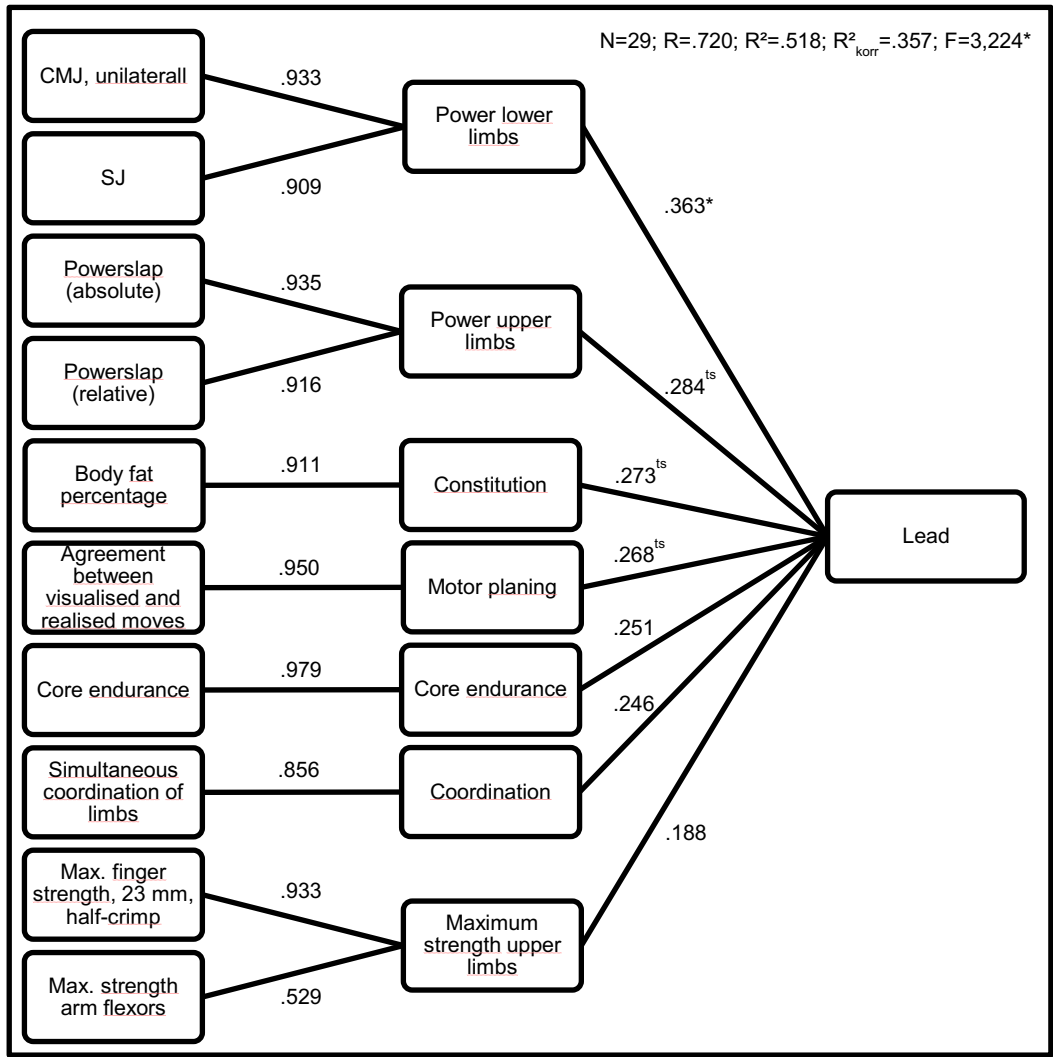 N=29; R=.720; R²=.518; R²korr=.357; F=3,224*
CMJ, unilaterall
.933
Power lower
limbs
SJ
.909
.363*
Powerslap
(absolute)
.935
Power upper
limbs
Powerslap
(relative)
.916
.284ts
Body fat
percentage
.911
Constitution
.273ts
Lead
Agreement
between
visualised and
realised moves
.950
Motor planing
.268ts
Core endurance
.979
Core endurance
.251
Simultaneous
coordination of
limbs
.856
Coordination
.246
Max. finger
strength, 23 mm,
half-crimp
.933
Maximum
strength upper
limbs
.188
Max. strength
arm flexors
.529